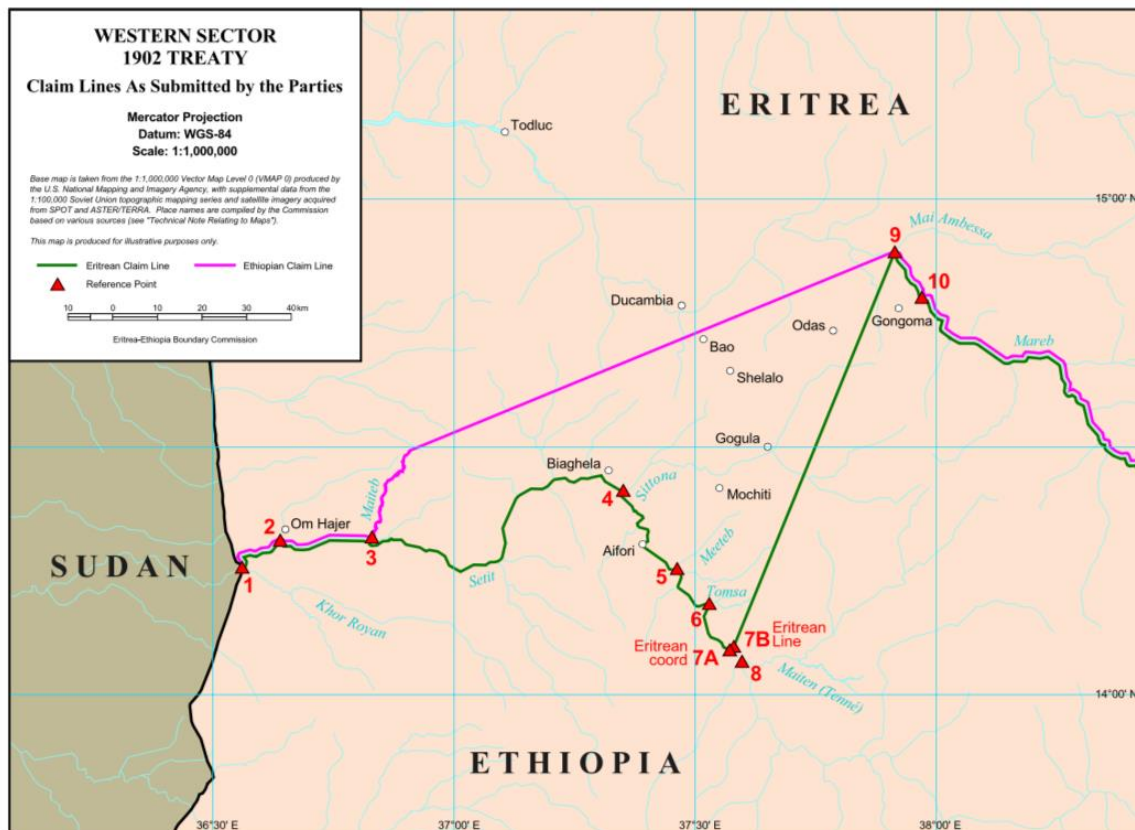 WESTERN SECTOR
1902 TREATY
Claim Lines As Submitted by the Parties
Mercator Projection
Datum: WGS-84
Scale: 1:1,000,000
Base map is taken from the 1:1,000,000 Vector Map Level 0 (VMAP 0) produced by
the U.S. National Mapping and Imagery Agency, with supplemental data from the
1:100,000 Soviet Union topographic mapping series and satellite imagery acquired
from SPOT and ASTER/TERRA. Place names are compiled by the Commission
based on various sources (see "Technical Note Relating to Maps").
This map is produced for illustrative purposes only.
Eritrean Claim Line
Ethiopian Claim Line
Reference Point
10 0 10 20 30 40 km
Eritrea-Ethiopia Boundary Commission
ERITREA
Todluc
15°00' N
Mai Ambessa
9
10
Ducambia
Odas
Gongoma
Bao
Mareb
Shelalo
Gogula
Biaghela
Sittona
4
Mochiti
Maiteb
2
Om Hajer
Aifori
Meeteb
3
SUDAN
1
Setit
5
Tomsa
Khor Royan
6
Eritrean
coord
7A
7B
Eritrean
Line
8
Maiten (Tenné)
14°00' N
ETHIOPIA
36°30' E
37°00' E
37°30' E
38°00' E